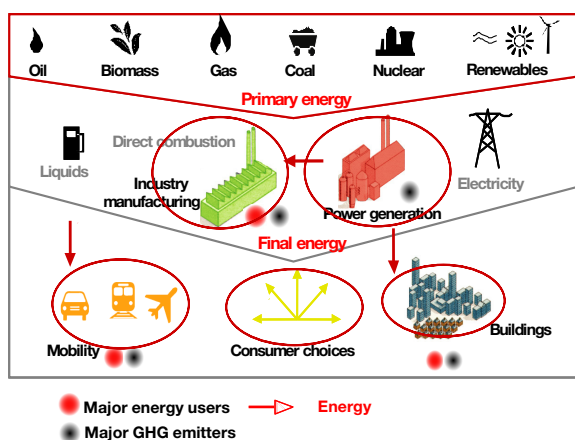 Oil
Biomass
Gas
Coal
Nuclear
Renewables
Primary energy
Direct combustion
Liquids
Industry
manufacturing
Power generation
Electricity
Final energy
Mobility
Consumer choices
Buildings
Major energy users
Energy
Major GHG emitters